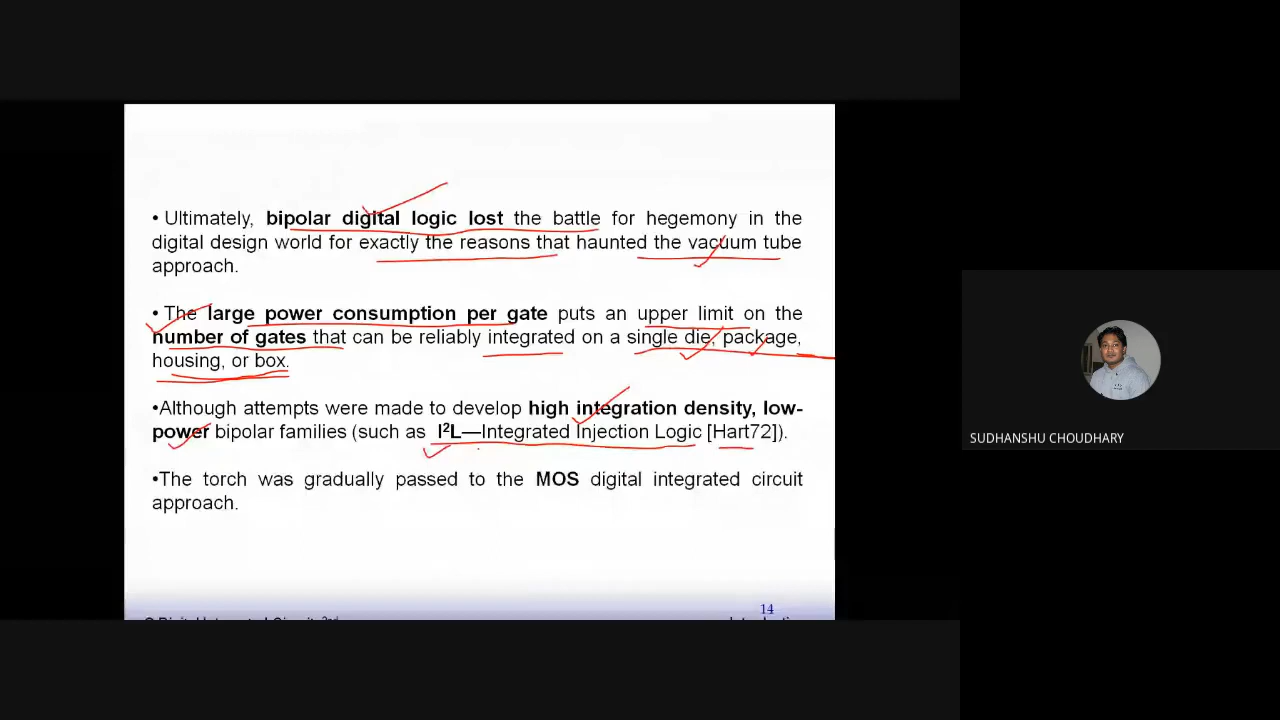 • Ultimately, bipolar digital logic lost the battle for hegemony in the
digital design world for exactly the reasons that haunted the vacuum tube
approach.
• The large power consumption per gate puts an upper limit on the
number of gates that can be reliably integrated on a single die, package,
housing, or box.
•Although attempts were made to develop high integration density, low-
power bipolar families (such as I²L—Integrated Injection Logic [Hart72]).
•The torch was gradually passed to the MOS digital integrated circuit
approach.
14
SUDHANSHU CHOUDHARY